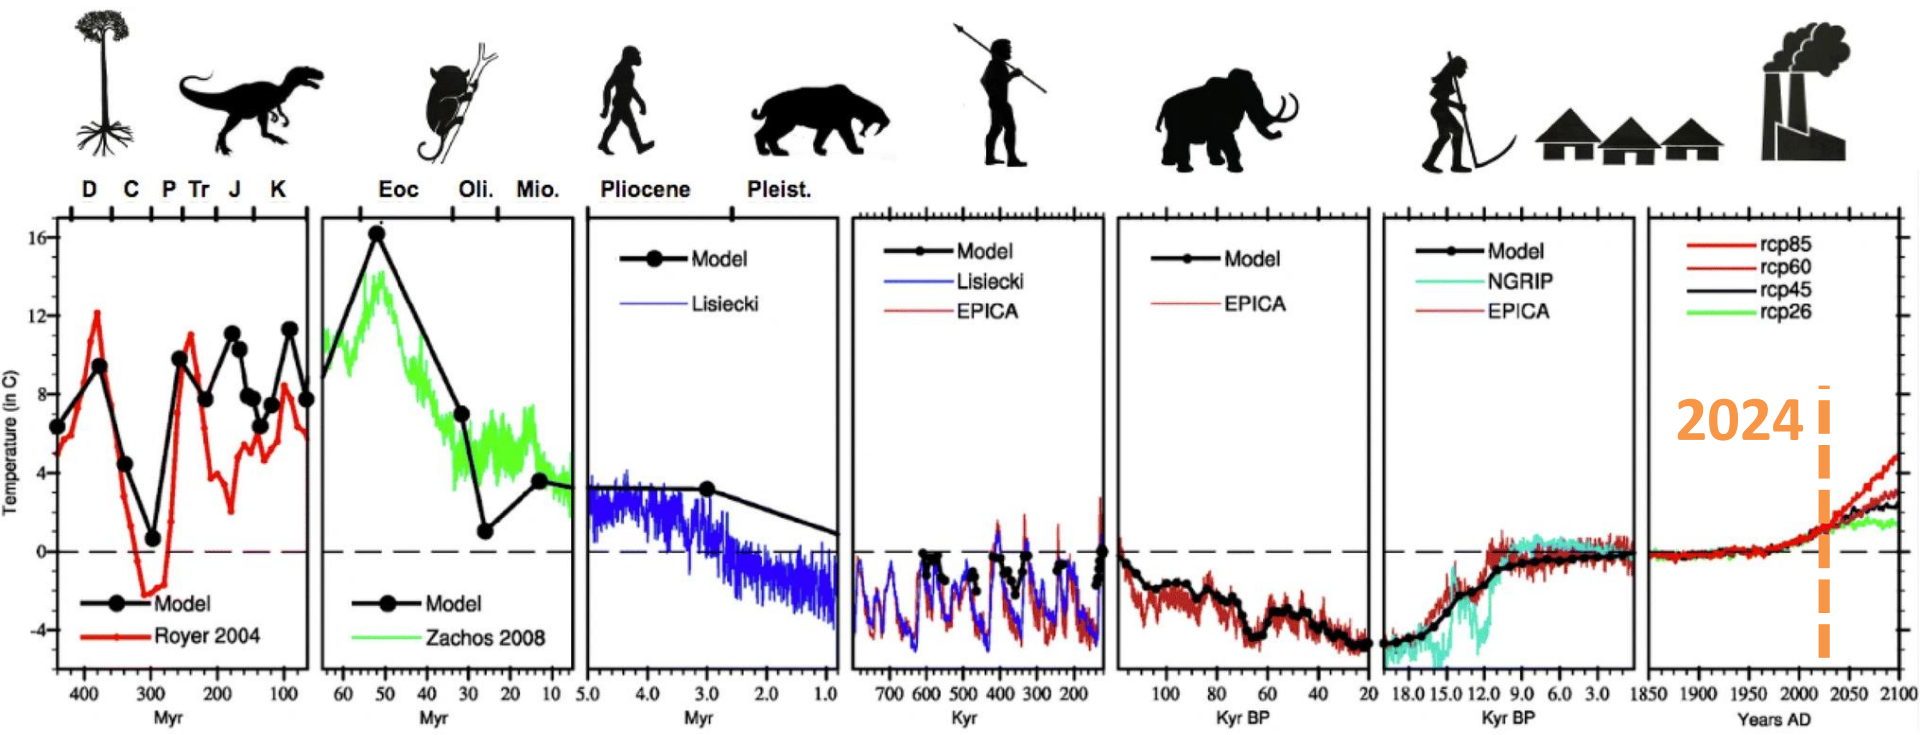 D C P Tr J K Eoc Oli. Mio. Pliocene Pleist.
Temperature (in C)
16
12
8
4
0
-4
Model
Royer 2004
400 300 200 100
Myr
Model
Zachos 2008
60 50 40 30 20 10
Myr
Model
Lisiecki
5.0 4.0 3.0 2.0 1.0
Myr
Model
Lisiecki
EPICA
700 600 500 400 300 200
Kyr
Model
EPICA
100 80 60 40 20
Kyr BP
Model
NGRIP
EPICA
18.0 15.0 12.0 9.0 6.0 3.0
Kyr BP
rcp85
rcp60
rcp45
rcp26
2024
1850 1900 1950 2000 2050 2100
Years AD